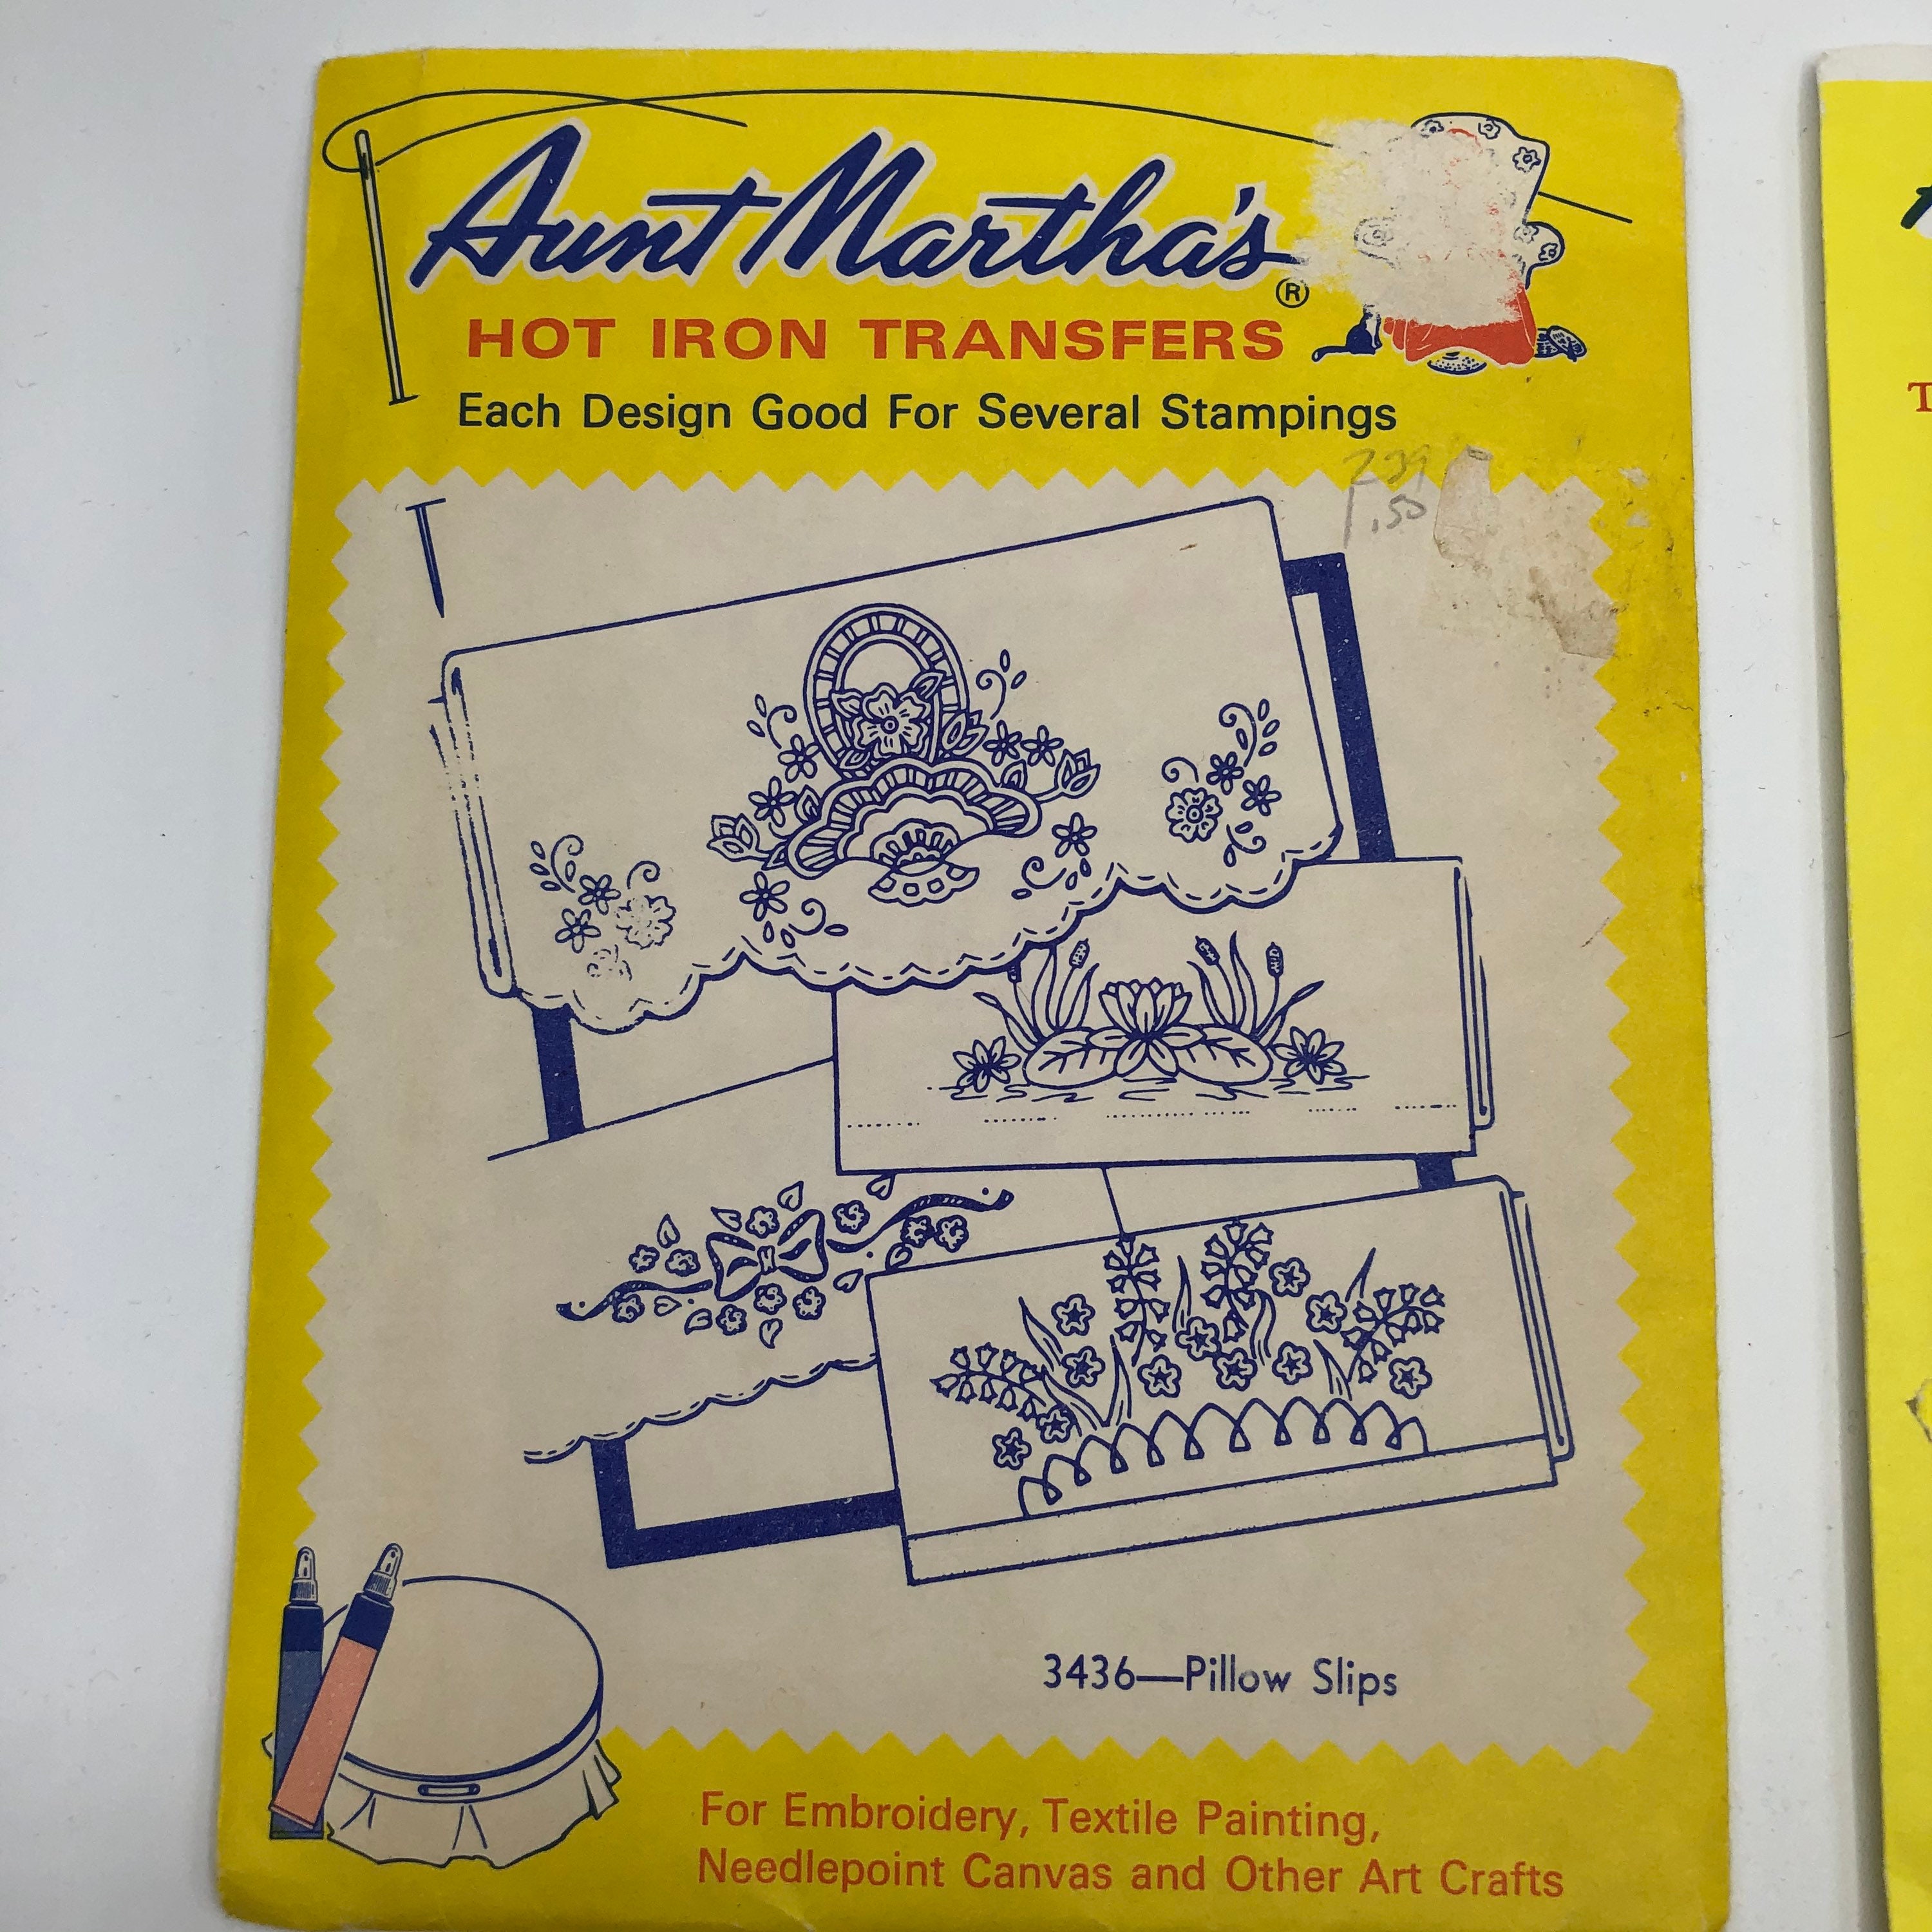 Aunt Martha's®
HOT IRON TRANSFERS
Each Design Good For Several Stampings
1.50
3436—Pillow Slips
For Embroidery, Textile Painting,
Needlepoint Canvas and Other Art Crafts
T